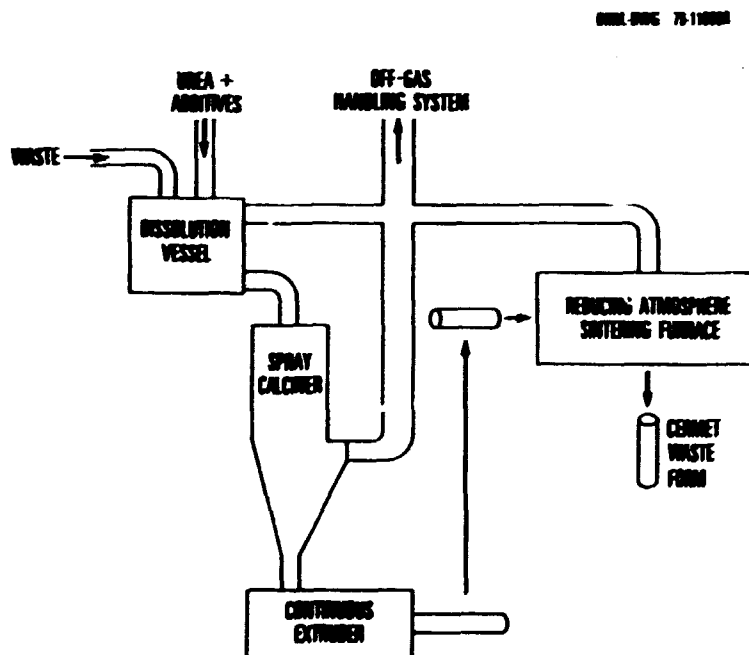 UREA +
ADDITIVES
OFF-GAS
HANDLING SYSTEM
WASTE
DISSOLUTION
VESSEL
SPRAY
CALCINER
REDUCING ATMOSPHERE
SINTERING FURNACE
CERMET
WASTE
FORM
CONTINUOUS
EXTRUDER